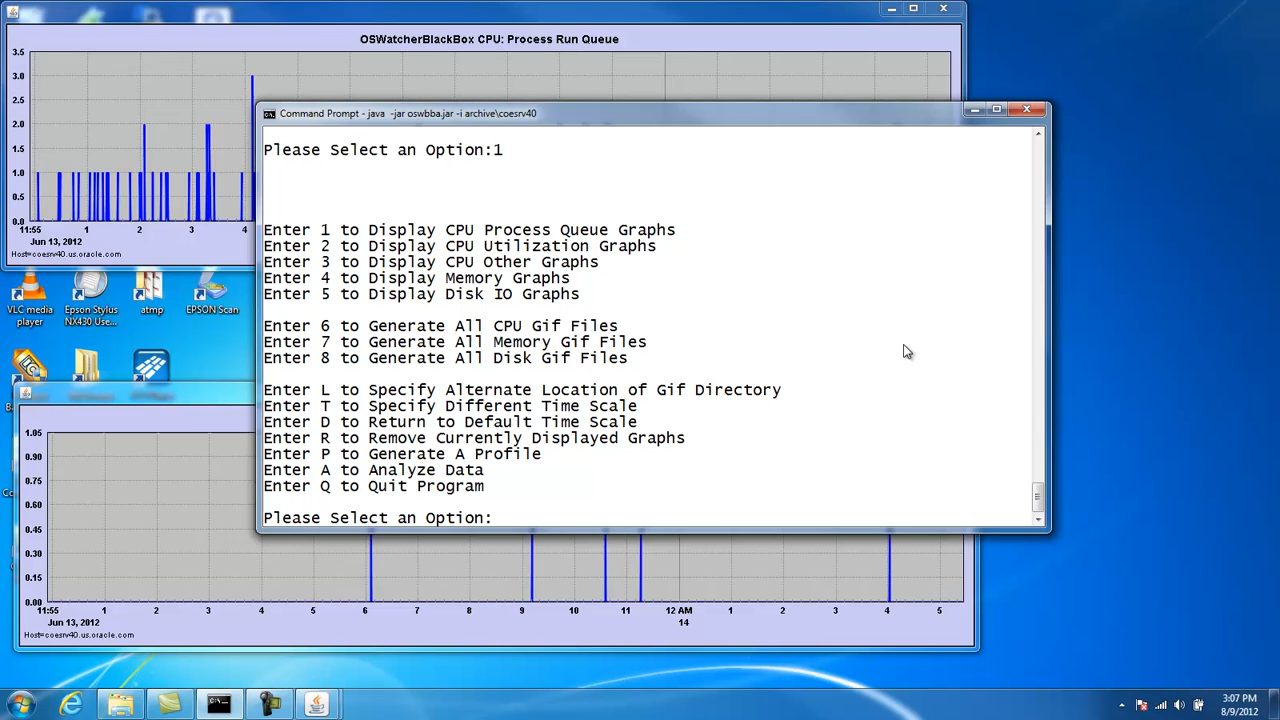 OSWatcherBlackBox CPU: Process Run Queue
3.5
3.0
2.5
2.0
1.5
1.0
0.5
0.0
11:55 1 2 3 4
Jun 13, 2012
Host=coesrv40.us.oracle.com
Command Prompt - java -jar oswbba.jar -i archive\coesrv40
Please Select an Option:1
Enter 1 to Display CPU Process Queue Graphs
Enter 2 to Display CPU Utilization Graphs
Enter 3 to Display CPU Other Graphs
Enter 4 to Display Memory Graphs
Enter 5 to Display Disk IO Graphs
Enter 6 to Generate All CPU Gif Files
Enter 7 to Generate All Memory Gif Files
Enter 8 to Generate All Disk Gif Files
Enter L to Specify Alternate Location of Gif Directory
Enter T to Specify Different Time Scale
Enter D to Return to Default Time Scale
Enter R to Remove Currently Displayed Graphs
Enter P to Generate A Profile
Enter A to Analyze Data
Enter Q to Quit Program
Please Select an Option:
VLC media
player
Epson Stylus
NX430 Use...
atmp
EPSON Scan
1.05
0.90
0.75
0.60
0.45
0.30
0.15
0.00
11:55 1 2 3 4 5 6 7 8 9 10 11 12 AM 1 2 3 4 5
Jun 13, 2012
14
Host=coesrv40.us.oracle.com
3:07 PM
8/9/2012